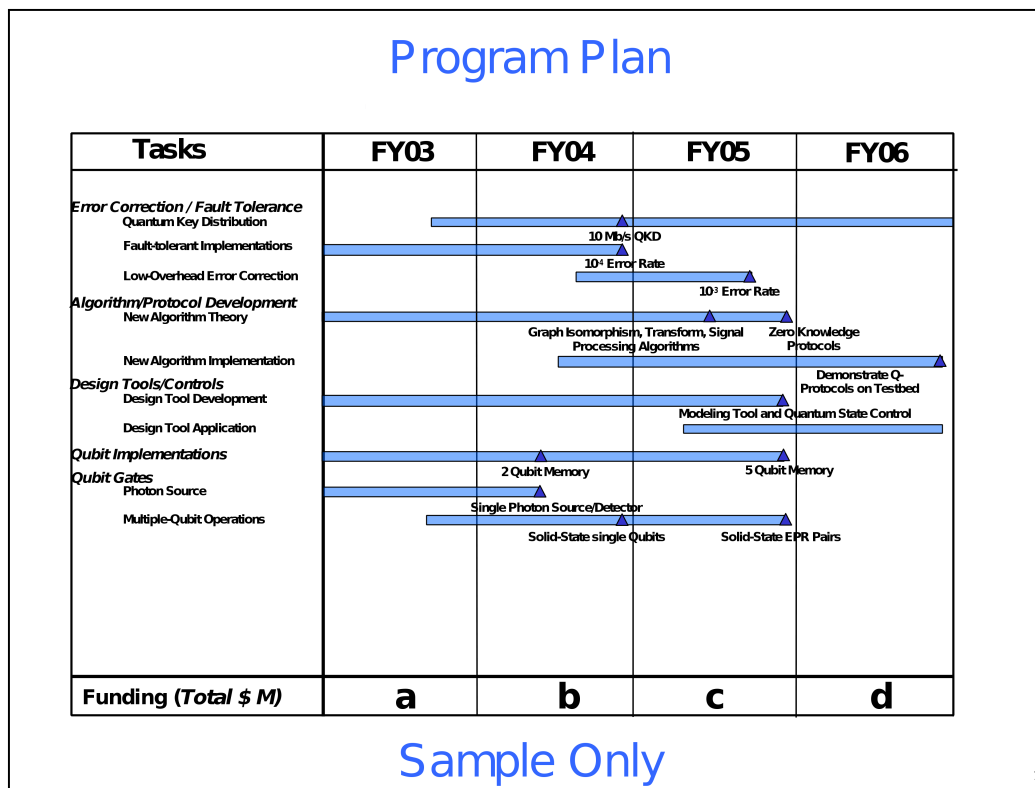 Program Plan
Tasks FY03 FY04 FY05 FY06
Error Correction / Fault Tolerance
Quantum Key Distribution
10 Mb/s QKD
Fault-tolerant Implementations
10-4 Error Rate
Low-Overhead Error Correction
10-3 Error Rate
Algorithm/Protocol Development
New Algorithm Theory
Graph Isomorphism, Transform, Signal
Processing Algorithms
Zero Knowledge
Protocols
New Algorithm Implementation
Demonstrate Q-
Protocols on Testbed
Design Tools/Controls
Design Tool Development
Modeling Tool and Quantum State Control
Design Tool Application
Qubit Implementations
2 Qubit Memory
5 Qubit Memory
Qubit Gates
Photon Source
Single Photon Source/Detector
Multiple-Qubit Operations
Solid-State single Qubits
Solid-State EPR Pairs
Funding (Total $ M) a b c d
Sample Only